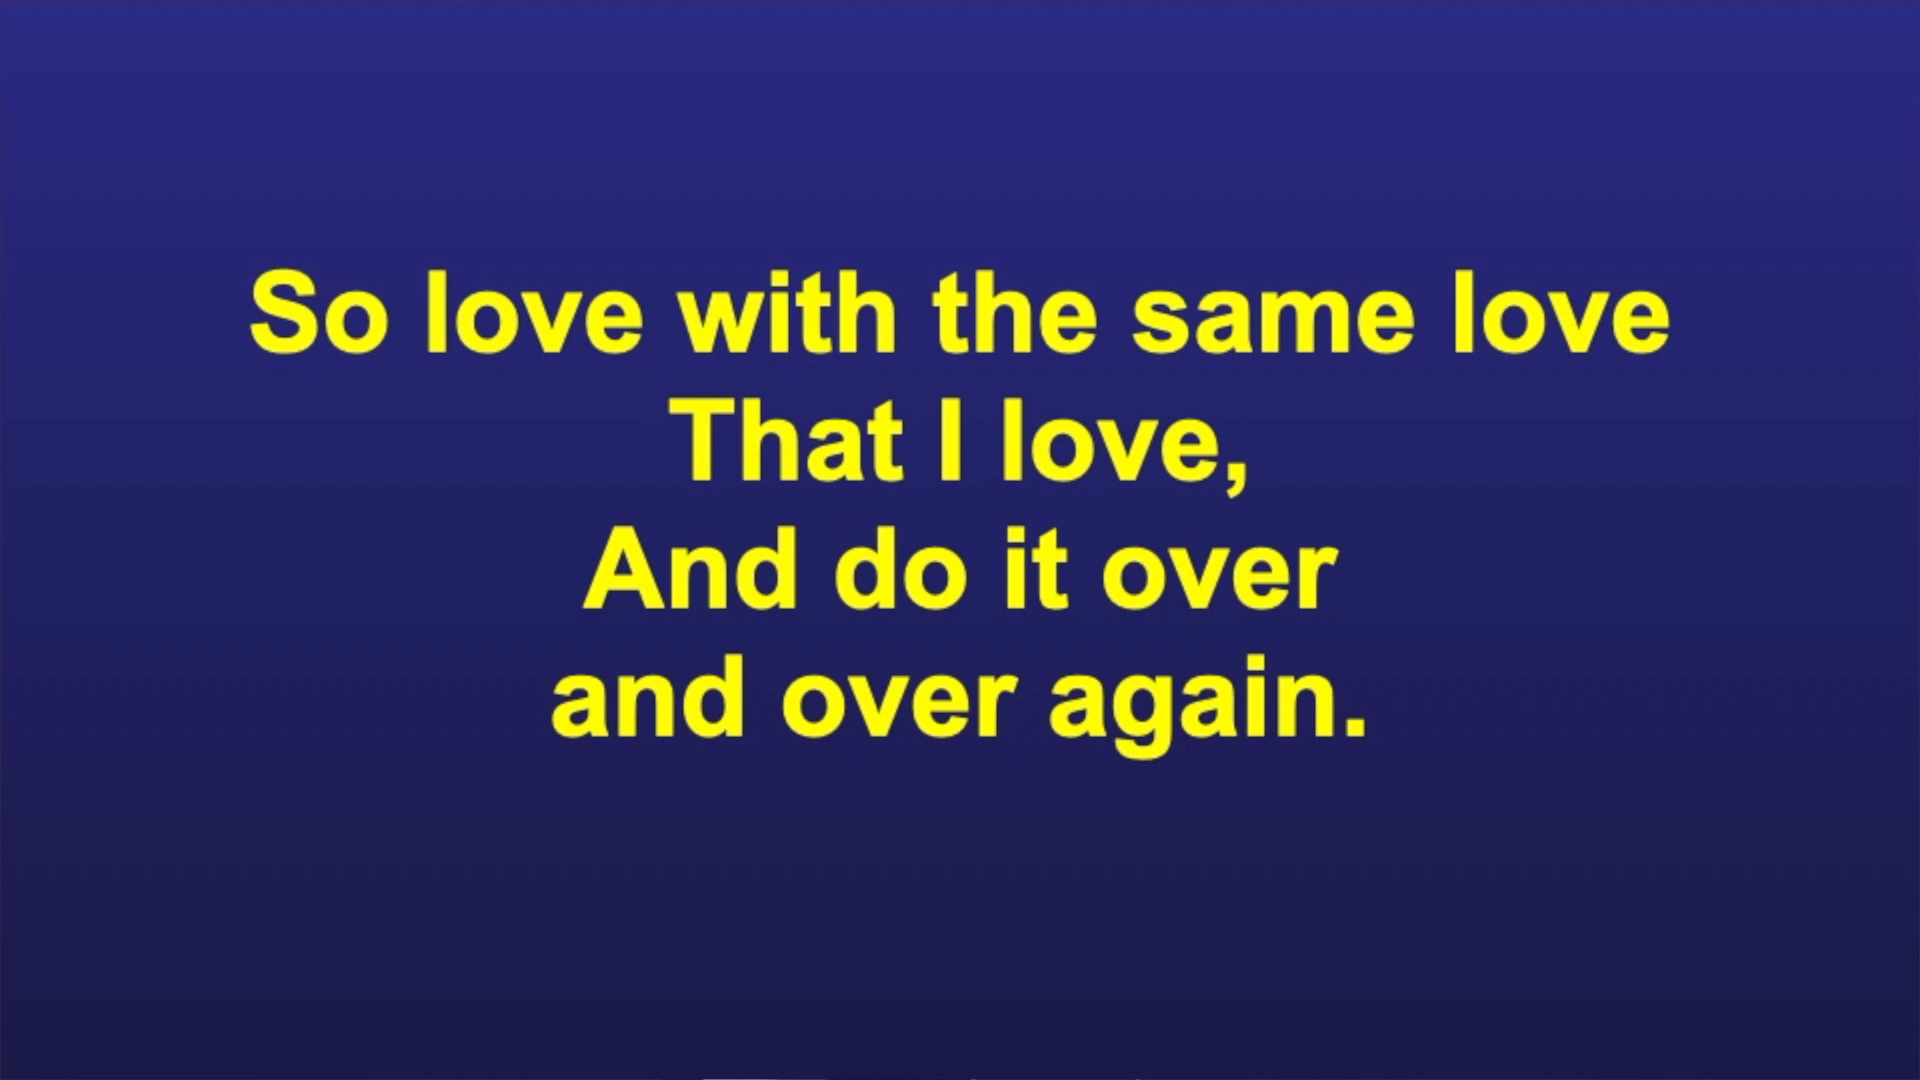 So love with the same love
That I love,
And do it over
and over again.